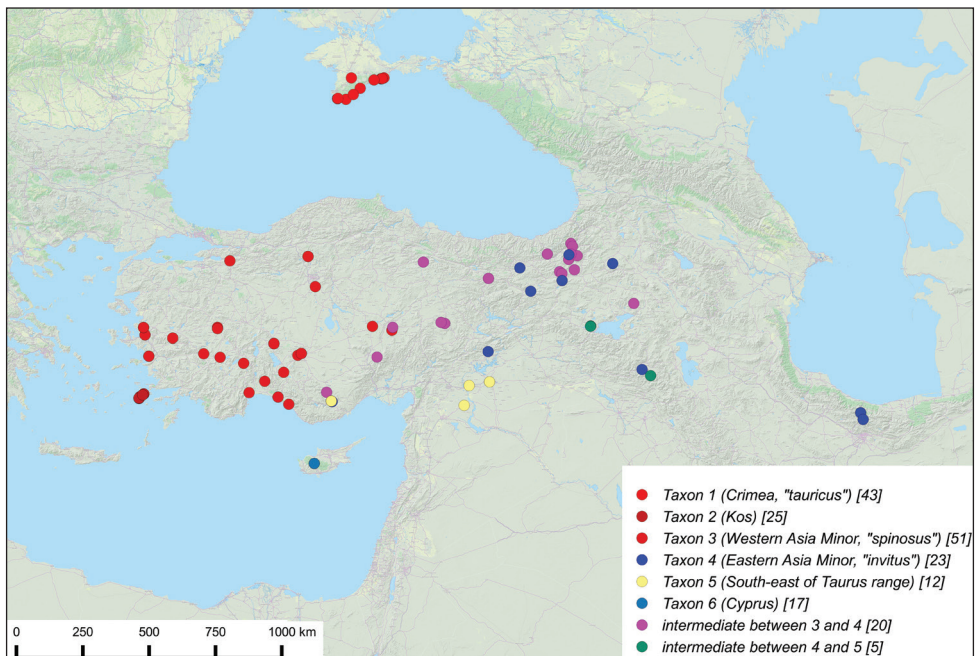 Taxon 1 (Crimea, "tauricus") [43]
Taxon 2 (Kos) [25]
Taxon 3 (Western Asia Minor, "spinosus") [51]
Taxon 4 (Eastern Asia Minor, "invitus") [23]
Taxon 5 (South-east of Taurus range) [12]
Taxon 6 (Cyprus) [17]
intermediate between 3 and 4 [20]
intermediate between 4 and 5 [5]
0 250 500 750 1000 km